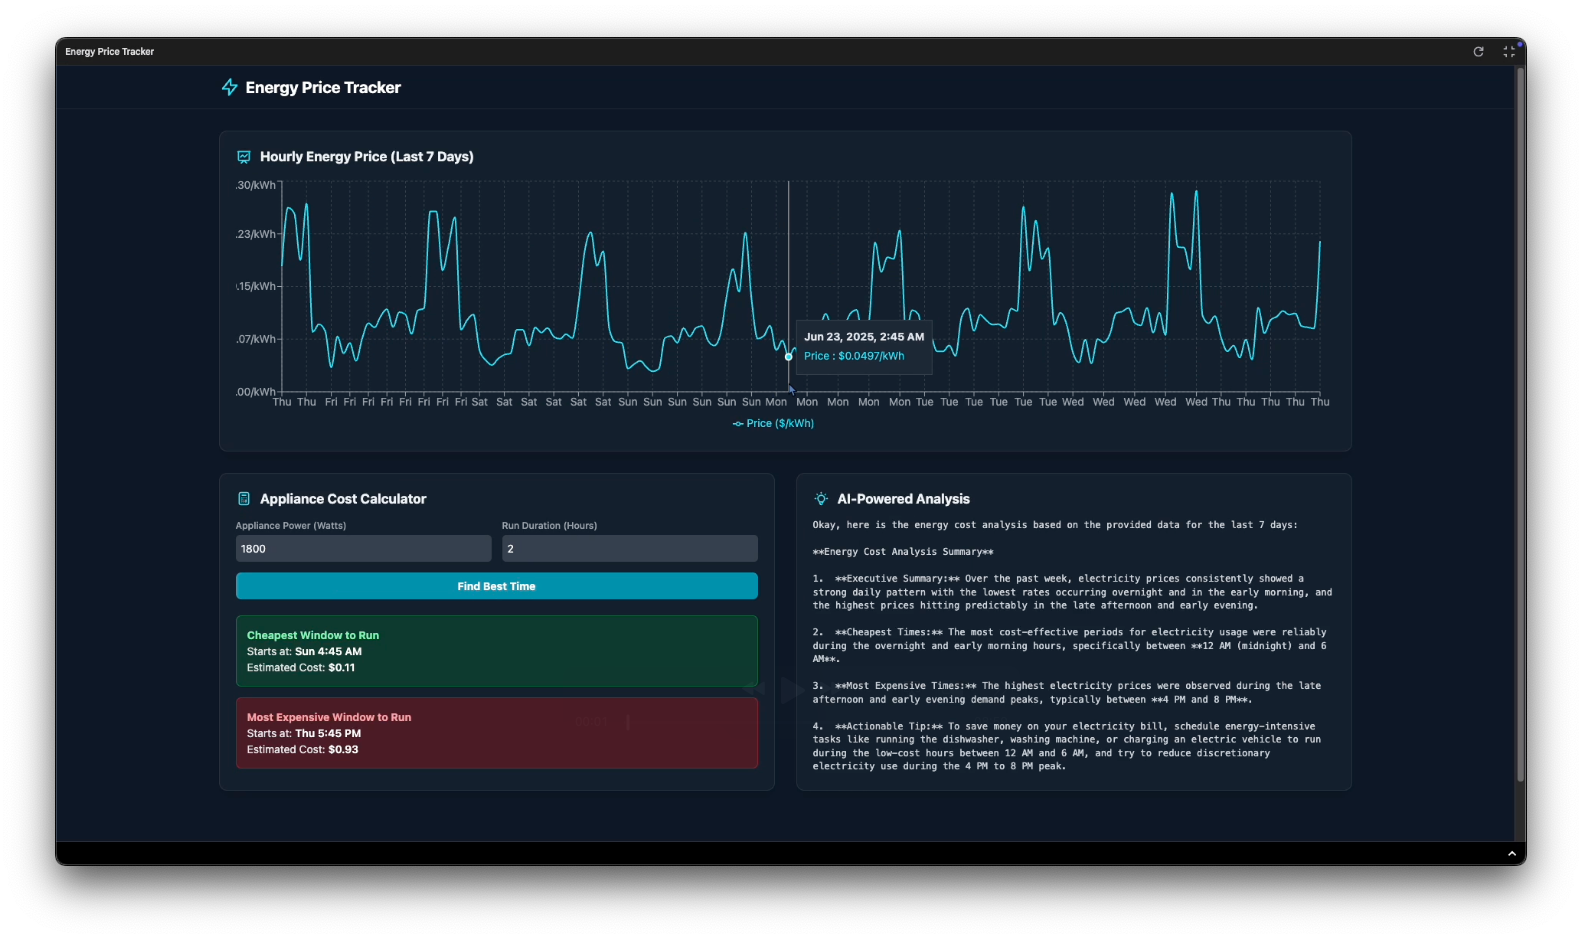 Energy Price Tracker
Energy Price Tracker
Hourly Energy Price (Last 7 Days)
.30/kWh
.23/kWh
.15/kWh
.07/kWh
.00/kWh
Jun 23, 2025, 2:45 AM
Price : $0.0497/kWh
Thu Thu Fri Fri Fri Fri Fri Fri Fri Fri Sat Sat Sat Sat Sat Sat Sun Sun Sun Sun Sun Sun Mon Mon Mon Mon Mon Tue Tue Tue Tue Tue Wed Wed Wed Wed Wed Thu Thu Thu Thu Thu
Price ($/kWh)
Appliance Cost Calculator
Appliance Power (Watts) Run Duration (Hours)
1800 2
Find Best Time
Cheapest Window to Run
Starts at: Sun 4:45 AM
Estimated Cost: $0.11
Most Expensive Window to Run
Starts at: Thu 5:45 PM
Estimated Cost: $0.93
AI-Powered Analysis
Okay, here is the energy cost analysis based on the provided data for the last 7 days:
**Energy Cost Analysis Summary**
1. **Executive Summary:** Over the past week, electricity prices consistently showed a
strong daily pattern with the lowest rates occurring overnight and in the early morning, and
the highest prices hitting predictably in the late afternoon and early evening.
2. **Cheapest Times:** The most cost-effective periods for electricity usage were reliably
during the overnight and early morning hours, specifically between **12 AM (midnight) and 6
AM**.
3. **Most Expensive Times:** The highest electricity prices were observed during the late
afternoon and early evening demand peaks, typically between **4 PM and 8 PM**.
4. **Actionable Tip:** To save money on your electricity bill, schedule energy-intensive
tasks like running the dishwasher, washing machine, or charging an electric vehicle to run
during the low-cost hours between 12 AM and 6 AM, and try to reduce discretionary
electricity use during the 4 PM to 8 PM peak.